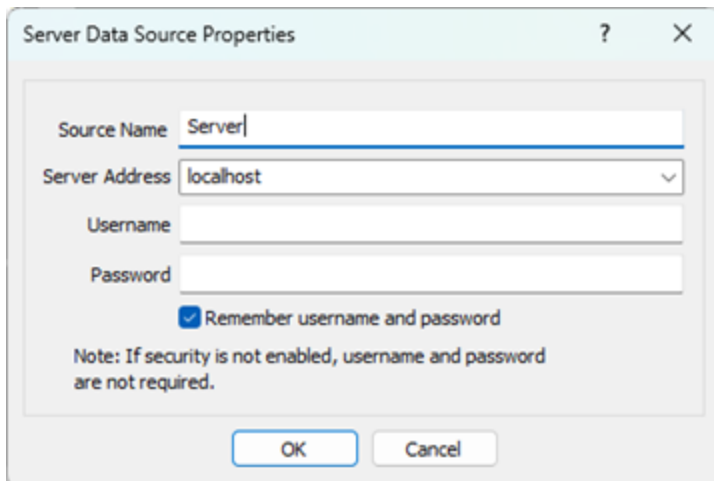 Server Data Source Properties ?
Source Name Server
Server Address localhost
Username
Password
Remember username and password
Note: If security is not enabled, username and password
are not required.
OK Cancel